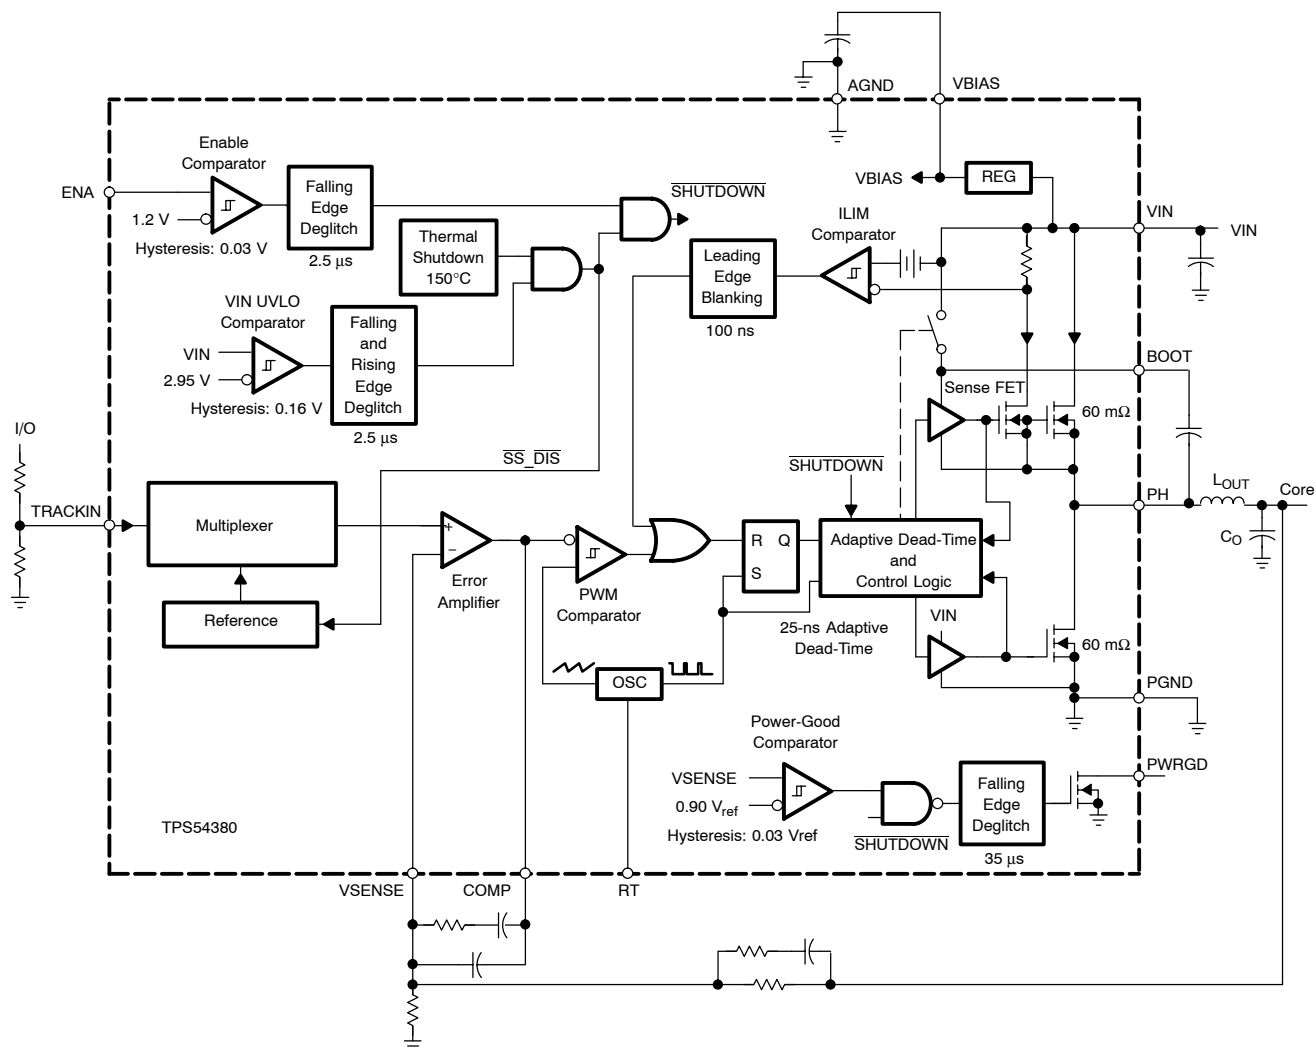 AGND
VBIAS
Enable
Comparator
ENA
1.2 V
Hysteresis: 0.03 V
Falling
Edge
Deglitch
2.5 µs
Thermal
Shutdown
150°C
SHUTDOWN
VBIAS
REG
VIN
VIN
ILIM
Comparator
Leading
Edge
Blanking
100 ns
VIN UVLO
Comparator
VIN
2.95 V
Hysteresis: 0.16 V
Falling
and
Rising
Edge
Deglitch
2.5 µs
BOOT
Sense FET
60 mΩ
I/O
SS_DIS
SHUTDOWN
TRACKIN
Multiplexer
Reference
+
−
Error
Amplifier
PWM
Comparator
R Q
S
Adaptive Dead-Time
and
Control Logic
25-ns Adaptive
Dead-Time
PH
LOUT
Core
CO
VIN
60 mΩ
OSC
PGND
Power-Good
Comparator
VSENSE
0.90 Vref
Hysteresis: 0.03 Vref
SHUTDOWN
Falling
Edge
Deglitch
35 µs
PWRGD
TPS54380
VSENSE
COMP
RT